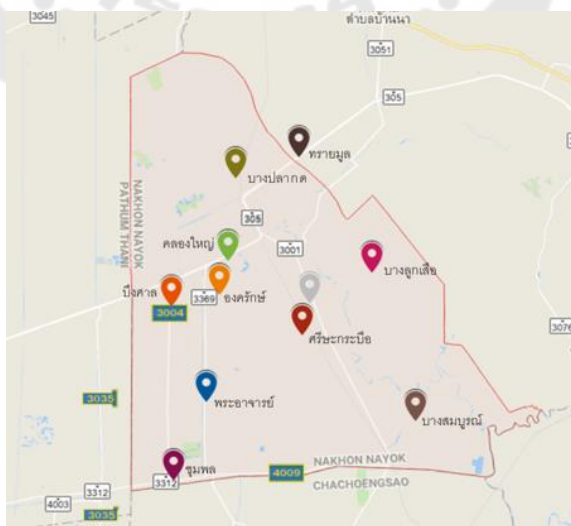 3045
ตำบลบ้านนา
3051
305
ทรายมูล
บางปลากด
NAKHON NAYOK
PATHUM THANI
305
คลองใหญ่
3001
บางลูกเสือ
บึงศาล
องครักษ์
3369
3004
3076
ศรีษะกระบือ
3035
พระอาจารย์
บางสมบูรณ์
ชุมพล
NAKHON NAYOK
3312
4009
CHACHOENGSAO
3312
4003
3035